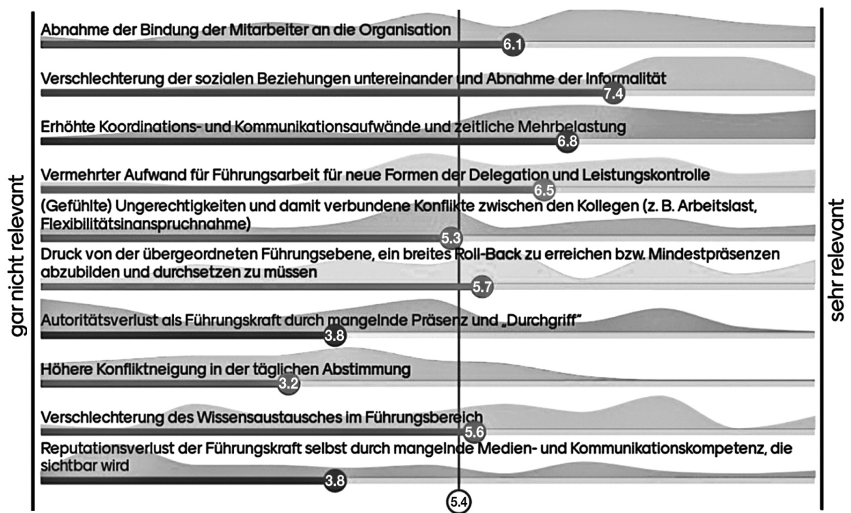 Abnahme der Bindung der Mitarbeiter an die Organisation
6.1
Verschlechterung der sozialen Beziehungen untereinander und Abnahme der Informalität
7.4
Erhöhte Koordinations- und Kommunikationsaufwände und zeitliche Mehrbelastung
6.8
Vermehrter Aufwand für Führungsarbeit für neue Formen der Delegation und Leistungskontrolle
6.5
(Gefühlte) Ungerechtigkeiten und damit verbundene Konflikte zwischen den Kollegen (z. B. Arbeitslast,
Flexibilitätsinanspruchnahme)
5.3
Druck von der übergeordneten Führungsebene, ein breites Roll-Back zu erreichen bzw. Mindestpräsenzen
abzubilden und durchsetzen zu müssen
5.7
Autoritätsverlust als Führungskraft durch mangelnde Präsenz und „Durchgriff“
3.8
Höhere Konfliktneigung in der täglichen Abstimmung
3.2
Verschlechterung des Wissensaustausches im Führungsbereich
5.6
Reputationsverlust der Führungskraft selbst durch mangelnde Medien- und Kommunikationskompetenz, die
sichtbar wird
3.8
5.4
gar nicht relevant
sehr relevant